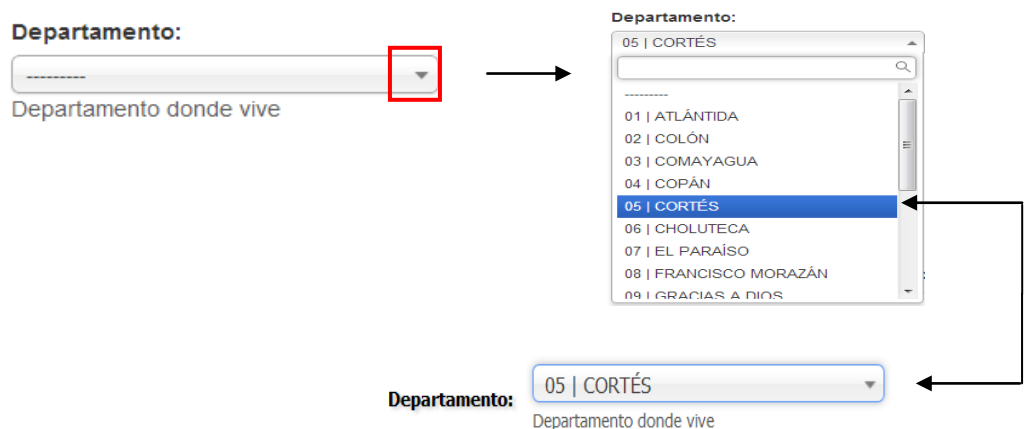 Departamento:
---------
Departamento donde vive
Departamento:
05 | CORTÉS
---------
01 | ATLÁNTIDA
02 | COLÓN
03 | COMAYAGUA
04 | COPÁN
05 | CORTÉS
06 | CHOLUTECA
07 | EL PARAÍSO
08 | FRANCISCO MORAZÁN
09 | GRACIAS A DIOS
Departamento:
05 | CORTÉS
Departamento donde vive